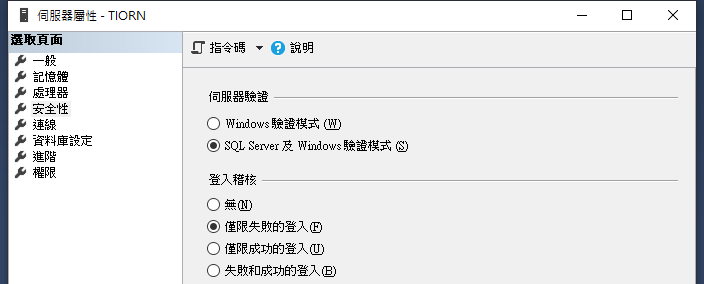 伺服器屬性 - TIORN
選取頁面
一般
記憶體
處理器
安全性
連線
資料庫設定
進階
權限
指令碼
說明
伺服器驗證
Windows 驗證模式 (W)
SQL Server 及 Windows 驗證模式 (S)
登入稽核
無(N)
僅限失敗的登入(F)
僅限成功的登入(U)
失敗和成功的登入(B)